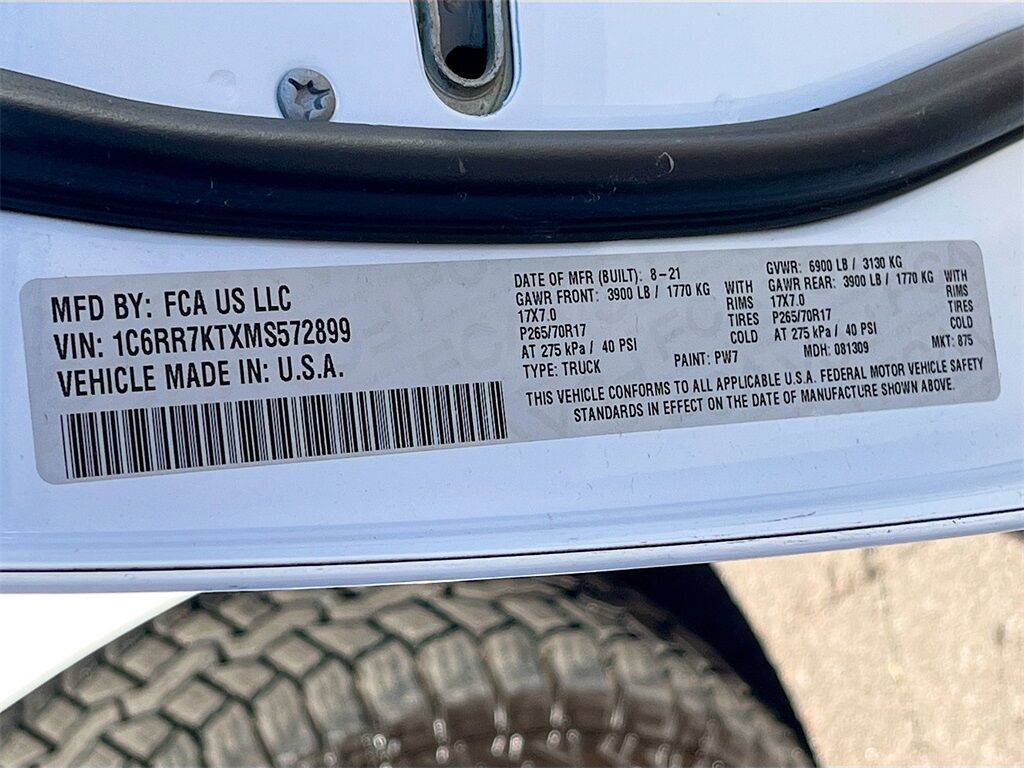 MFD BY: FCA US LLC
VIN: 1C6RR7KTXMS572899
VEHICLE MADE IN: U.S.A.
DATE OF MFR (BUILT): 8-21
GAWR FRONT: 3900 LB / 1770 KG WITH
17X7.0 RIMS
P265/70R17 TIRES
AT 275 kPa / 40 PSI COLD
TYPE: TRUCK
PAINT: PW7
GVWR: 6900 LB / 3130 KG
GAWR REAR: 3900 LB / 1770 KG WITH
17X7.0 RIMS
P265/70R17 TIRES
AT 275 kPa / 40 PSI COLD
MDH: 081309 MKT: 875
THIS VEHICLE CONFORMS TO ALL APPLICABLE U.S.A. FEDERAL MOTOR VEHICLE SAFETY
STANDARDS IN EFFECT ON THE DATE OF MANUFACTURE SHOWN ABOVE.